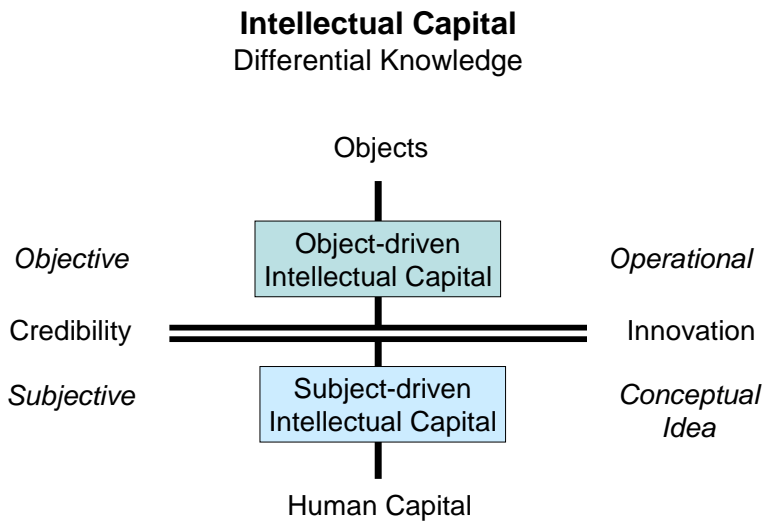 Intellectual Capital
Differential Knowledge
Objects
Objective
Object-driven
Intellectual Capital
Operational
Credibility
Innovation
Subjective
Subject-driven
Intellectual Capital
Conceptual
Idea
Human Capital